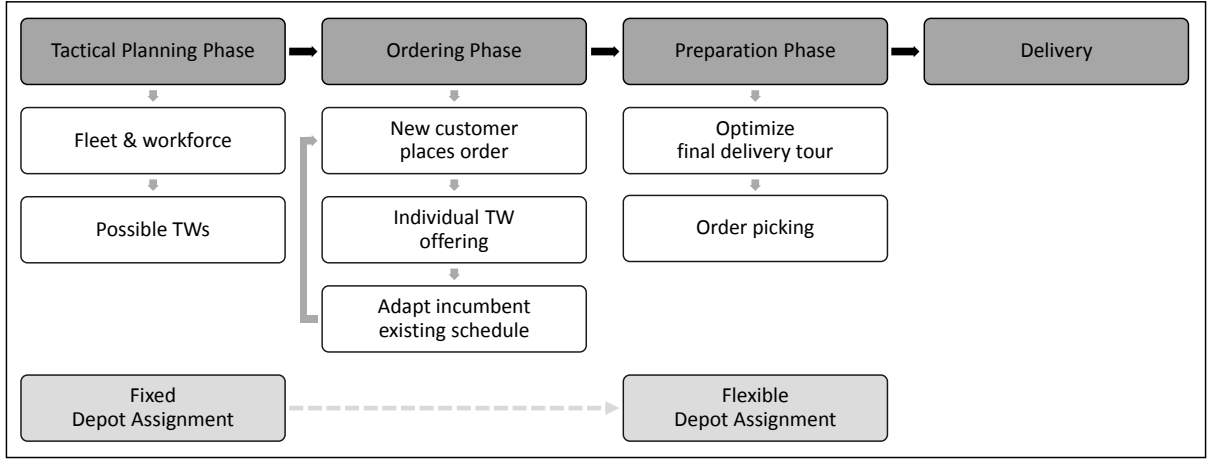 Tactical Planning Phase
Ordering Phase
Preparation Phase
Delivery
Fleet & workforce
Possible TWs
New customer
places order
Individual TW
offering
Adapt incumbent
existing schedule
Optimize
final delivery tour
Order picking
Fixed
Depot Assignment
Flexible
Depot Assignment